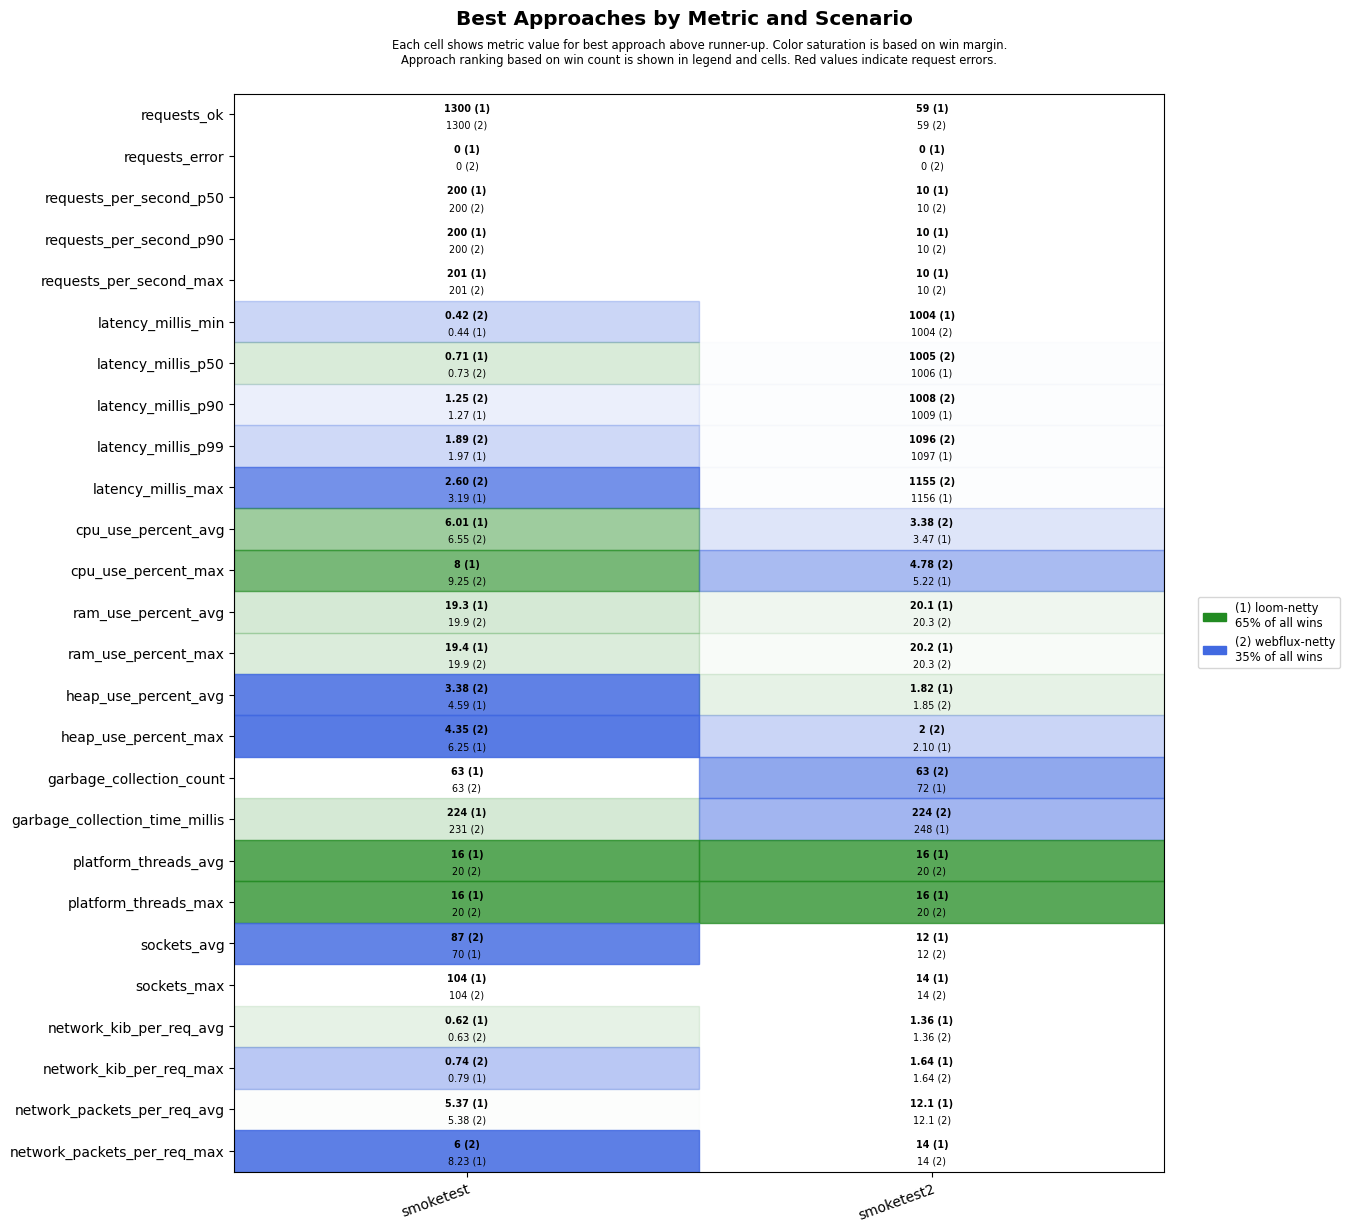 Best Approaches by Metric and Scenario
Each cell shows metric value for best approach above runner-up. Color saturation is based on win margin.
Approach ranking based on win count is shown in legend and cells. Red values indicate request errors.
requests_ok
1300 (1)
1300 (2)
59 (1)
59 (2)
requests_error
0 (1)
0 (2)
0 (1)
0 (2)
requests_per_second_p50
200 (1)
200 (2)
10 (1)
10 (2)
requests_per_second_p90
200 (1)
200 (2)
10 (1)
10 (2)
requests_per_second_max
201 (1)
201 (2)
10 (1)
10 (2)
latency_millis_min
0.42 (2)
0.44 (1)
1004 (1)
1004 (2)
latency_millis_p50
0.71 (1)
0.73 (2)
1005 (2)
1006 (1)
latency_millis_p90
1.25 (2)
1.27 (1)
1008 (2)
1009 (1)
latency_millis_p99
1.89 (2)
1.97 (1)
1096 (2)
1097 (1)
latency_millis_max
2.60 (2)
3.19 (1)
1155 (2)
1156 (1)
cpu_use_percent_avg
6.01 (1)
6.55 (2)
3.38 (2)
3.47 (1)
cpu_use_percent_max
8 (1)
9.25 (2)
4.78 (2)
5.22 (1)
ram_use_percent_avg
19.3 (1)
19.9 (2)
20.1 (1)
20.3 (2)
ram_use_percent_max
19.4 (1)
19.9 (2)
20.2 (1)
20.3 (2)
heap_use_percent_avg
3.38 (2)
4.59 (1)
1.82 (1)
1.85 (2)
heap_use_percent_max
4.35 (2)
6.25 (1)
2 (2)
2.10 (1)
garbage_collection_count
63 (1)
63 (2)
63 (2)
72 (1)
garbage_collection_time_millis
224 (1)
231 (2)
224 (2)
248 (1)
platform_threads_avg
16 (1)
20 (2)
16 (1)
20 (2)
platform_threads_max
16 (1)
20 (2)
16 (1)
20 (2)
sockets_avg
87 (2)
70 (1)
12 (1)
12 (2)
sockets_max
104 (1)
104 (2)
14 (1)
14 (2)
network_kib_per_req_avg
0.62 (1)
0.63 (2)
1.36 (1)
1.36 (2)
network_kib_per_req_max
0.74 (2)
0.79 (1)
1.64 (1)
1.64 (2)
network_packets_per_req_avg
5.37 (1)
5.38 (2)
12.1 (1)
12.1 (2)
network_packets_per_req_max
6 (2)
8.23 (1)
14 (1)
14 (2)
smoketest
smoketest2
(1) loom-netty
65% of all wins
(2) webflux-netty
35% of all wins